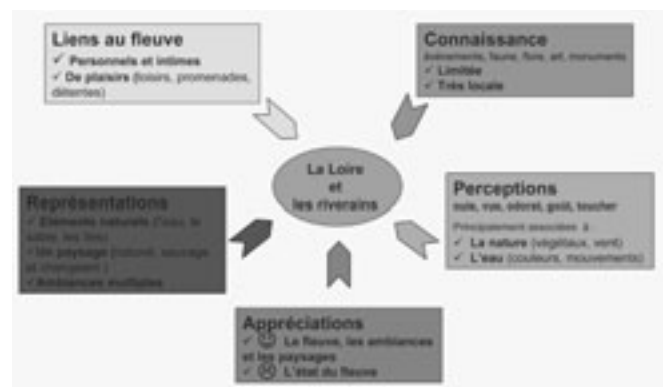 Liens au fleuve
✓ Personnels et intimes
✓ De plaisirs (loisirs, promenades,
détentes)
Connaissance
évènements, faune, flore, art, monuments
✓ Limitée
✓ Très locale
La Loire
et
les riverains
Représentations
✓ Eléments naturels (l'eau, le
sable, les îles)
✓ Un paysage (naturel, sauvage
et changeant)
✓ Ambiances multiples
Perceptions
ouïe, vue, odorat, goût, toucher
Principalement associées à :
✓ La nature (végétaux, vent)
✓ L'eau (couleurs, mouvements)
Appréciations
✓ ☺ Le fleuve, les ambiances
et les paysages
✓ ☹ L'état du fleuve